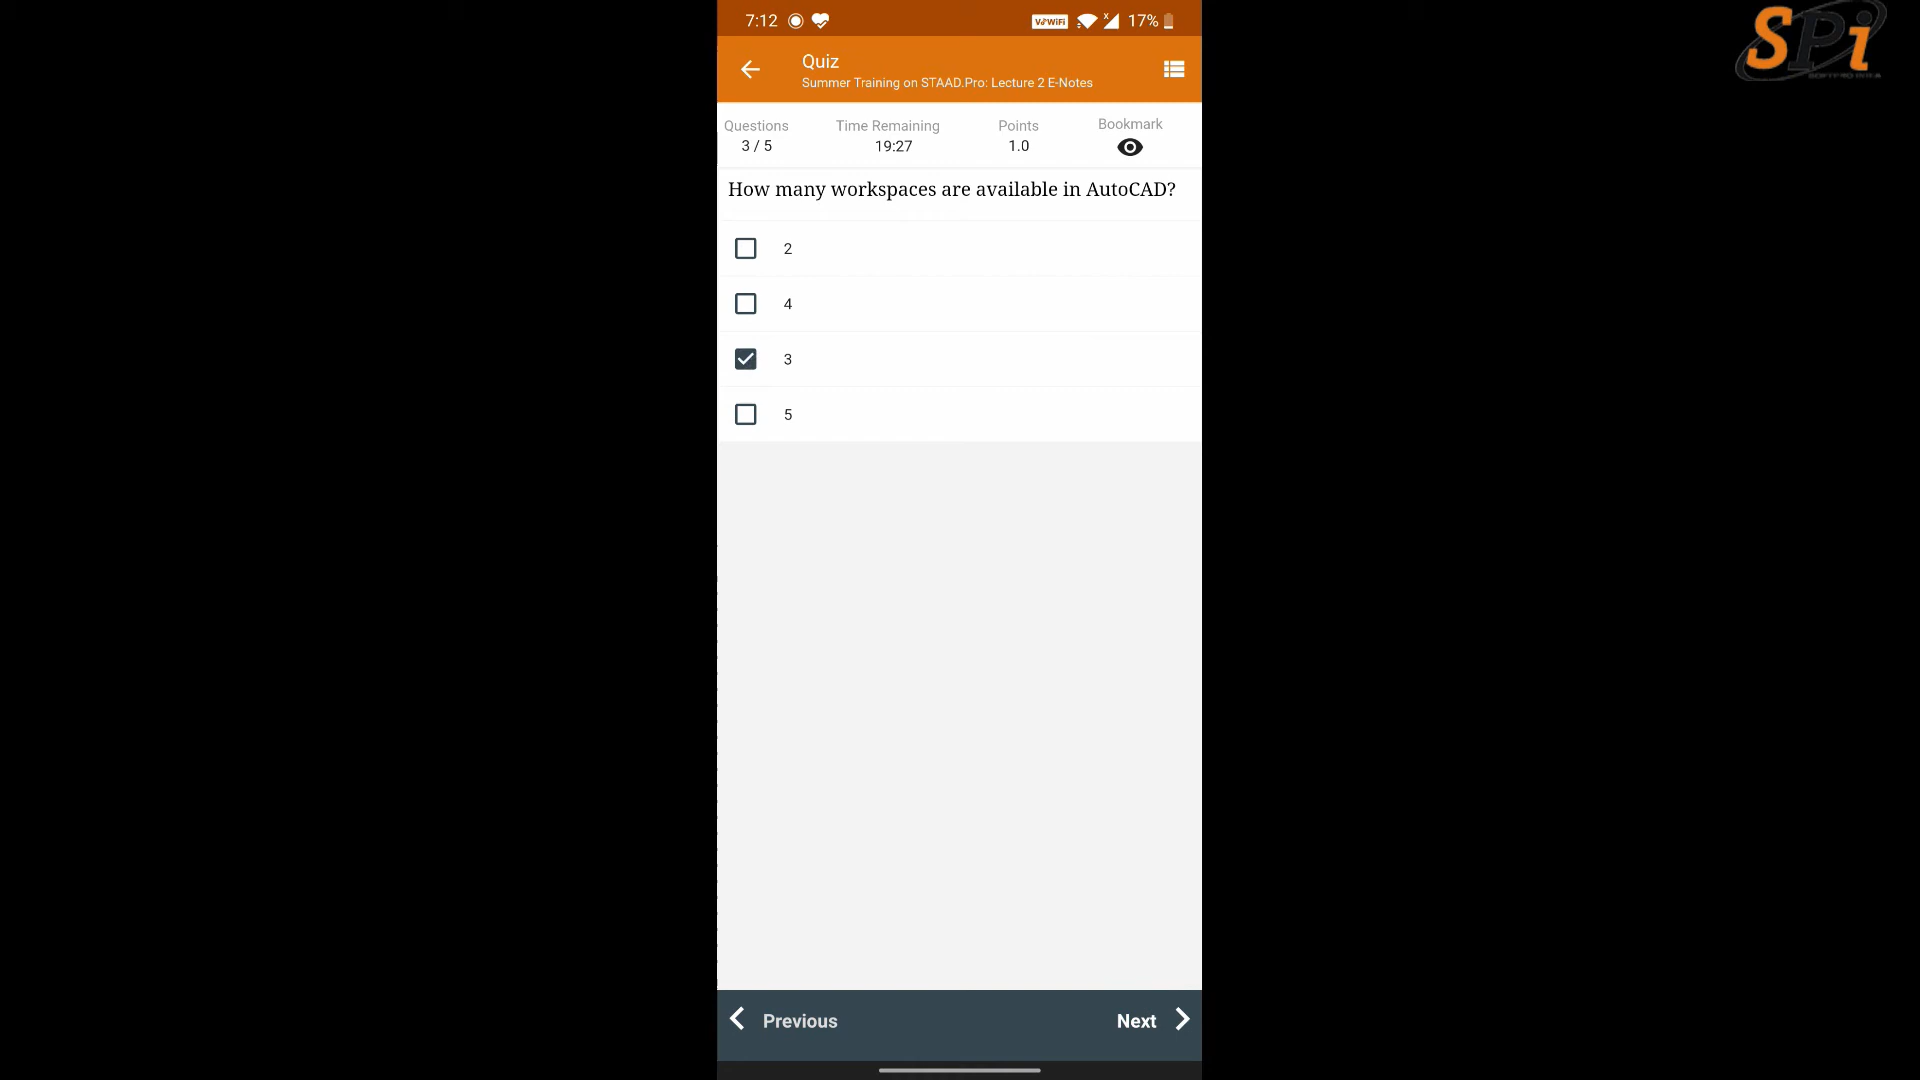 7:12 VoWiFi x 17%
SPi
Quiz
Summer Training on STAAD.Pro: Lecture 2 E-Notes
Questions Time Remaining Points Bookmark
3 / 5 19:27 1.0
How many workspaces are available in AutoCAD?
2
4
3
5
Previous Next